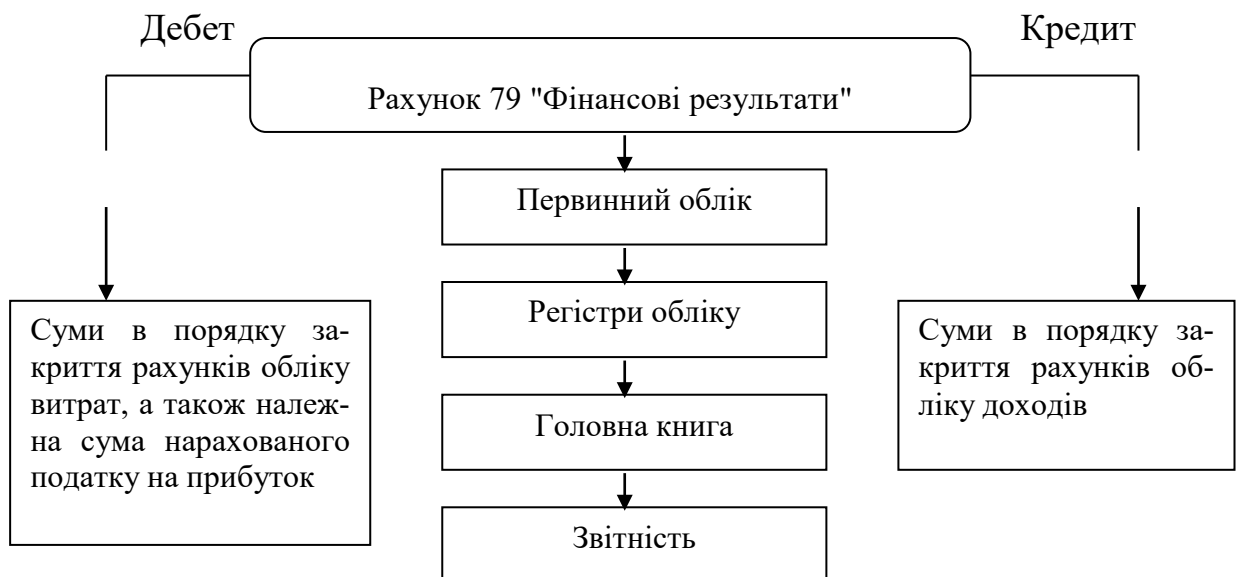 Дебет
Кредит
Рахунок 79 "Фінансові результати"
Первинний облік
Регістри обліку
Головна книга
Звітність
Суми в порядку за-
криття рахунків обліку
витрат, а також належ-
на сума нарахованого
податку на прибуток
Суми в порядку за-
криття рахунків об-
ліку доходів